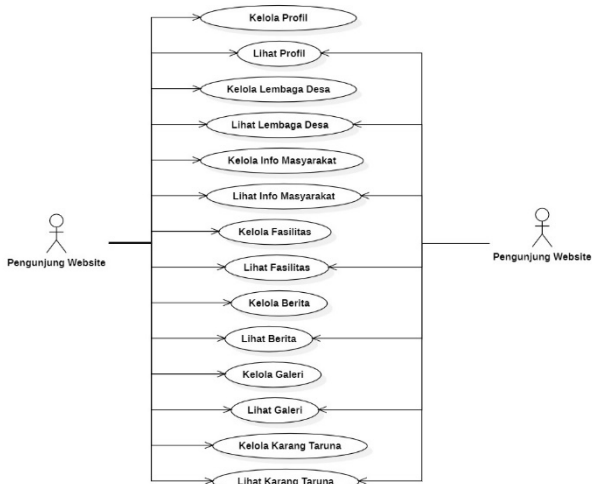 Kelola Profil
Lihat Profil
Kelola Lembaga Desa
Lihat Lembaga Desa
Kelola Info Masyarakat
Lihat Info Masyarakat
Pengunjung Website
Pengunjung Website
Kelola Fasilitas
Lihat Fasilitas
Kelola Berita
Lihat Berita
Kelola Galeri
Lihat Galeri
Kelola Karang Taruna
Lihat Karang Taruna